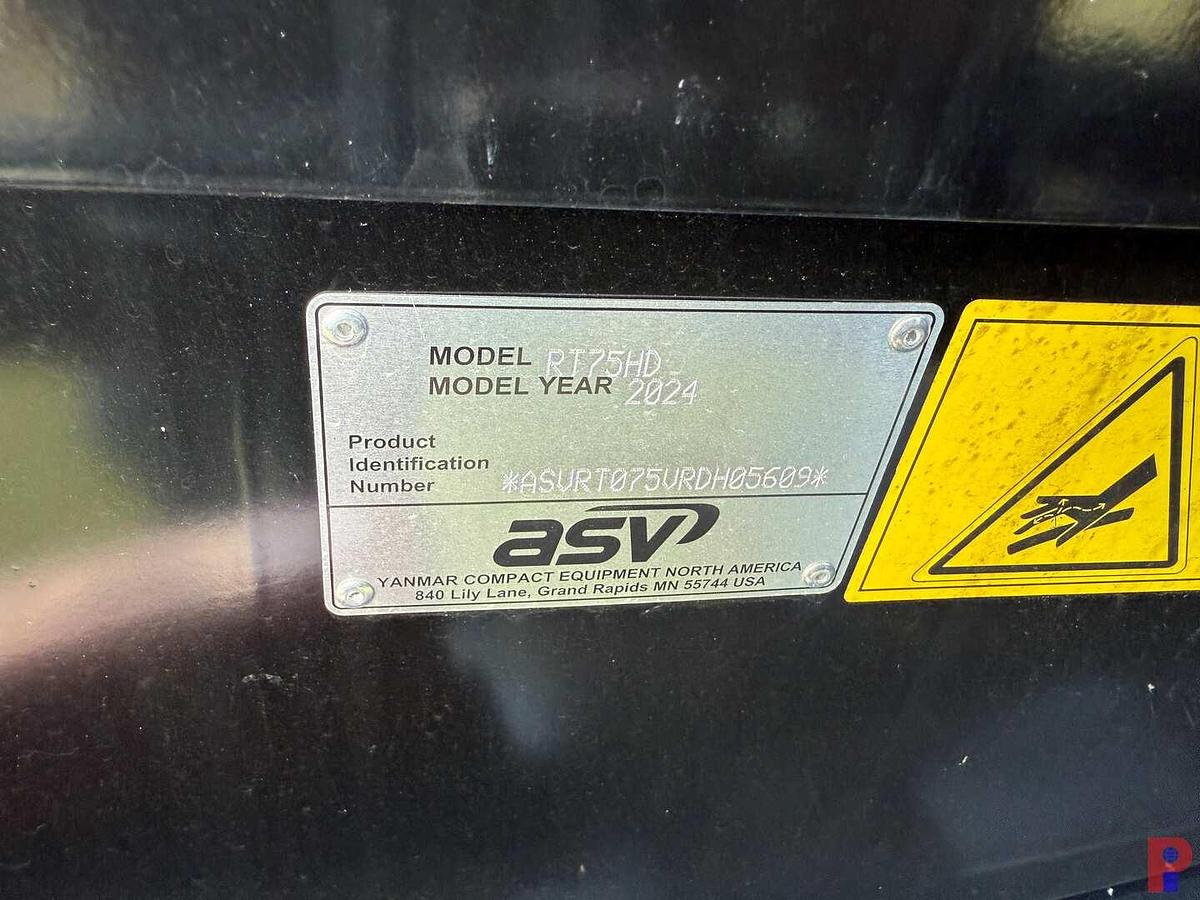 MODEL RT75HD
MODEL YEAR 2024
Product
Identification
Number *ASVRT075VRDH05609*
asv
YANMAR COMPACT EQUIPMENT NORTH AMERICA
840 Lily Lane, Grand Rapids MN 55744 USA